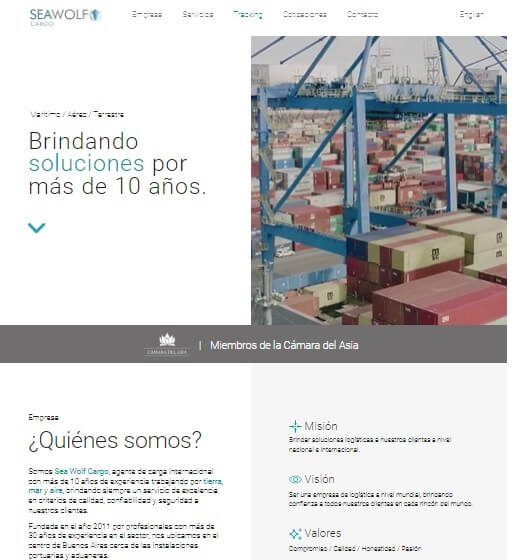 SEAWOLF
CARGO
Empresa Servicios Tracking Cotizaciones Contacto | English
Marítimo / Aéreo / Terrestre
Brindando
soluciones por
más de 10 años.
CÁMARA DEL ASIA | Miembros de la Cámara del Asia
Empresa
¿Quiénes somos?
Somos Sea Wolf Cargo, agente de carga internacional
con más de 10 años de experiencia trabajando por tierra,
mar y aire, brindando siempre un servicio de excelencia
en criterios de calidad, confiabilidad y seguridad a
nuestros clientes.
Fundada en el año 2011 por profesionales con más de
30 años de experiencia en el sector, nos ubicamos en el
centro de Buenos Aires cerca de las instalaciones
portuarias y aduaneras.
Misión
Brindar soluciones logísticas a nuestros clientes a nivel
nacional e internacional.
Visión
Ser una empresa de logística a nivel mundial, brindando
confianza a todos nuestros clientes en cada rincón del mundo.
Valores
Compromiso / Calidad / Honestidad / Pasión